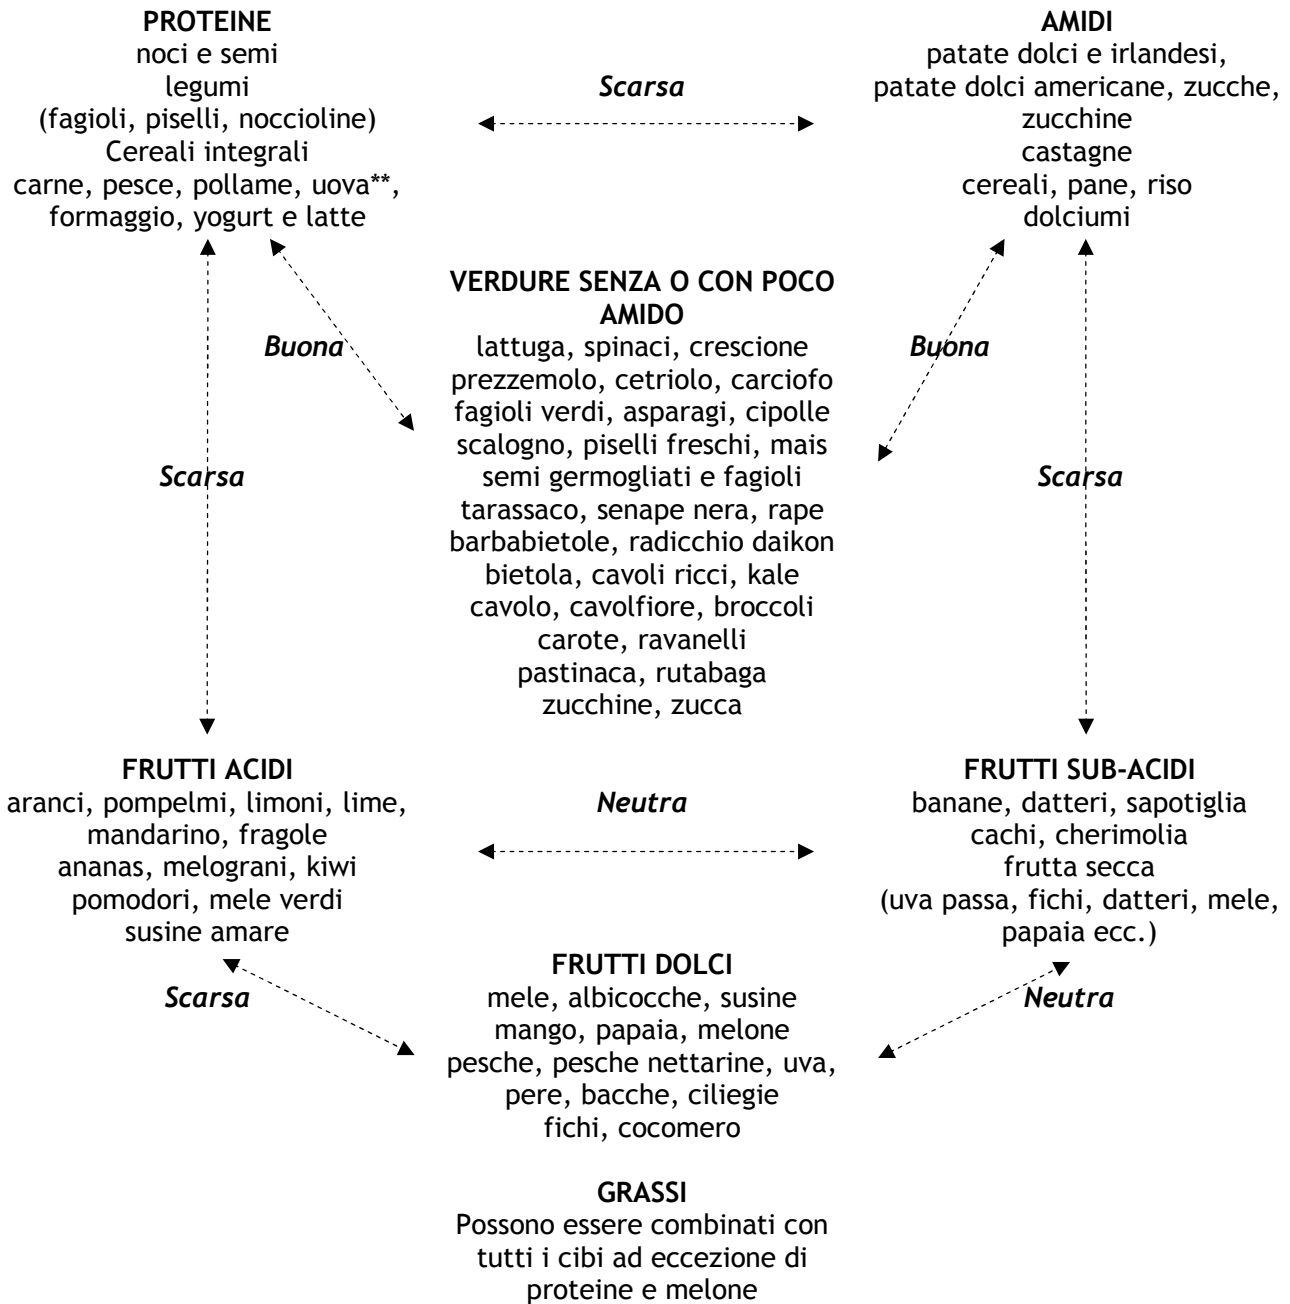 PROTEINE
noci e semi
legumi
(fagioli, piselli, noccioline)
Cereali integrali
carne, pesce, pollame, uova**,
formaggio, yogurt e latte
Scarsa
AMIDI
patate dolci e irlandesi,
patate dolci americane, zucche,
zucchine
castagne
cereali, pane, riso
dolciumi
Buona
VERDURE SENZA O CON POCO
AMIDO
lattuga, spinaci, crescione
prezzemolo, cetriolo, carciofo
fagioli verdi, asparagi, cipolle
scalogno, piselli freschi, mais
semi germogliati e fagioli
tarassaco, senape nera, rape
barbabietole, radicchio daikon
bietola, cavoli ricci, kale
cavolo, cavolfiore, broccoli
carote, ravanelli
pastinaca, rutabaga
zucchine, zucca
Buona
Scarsa
Scarsa
FRUTTI ACIDI
aranci, pompelmi, limoni, lime,
mandarino, fragole
ananas, melograni, kiwi
pomodori, mele verdi
susine amare
Neutra
FRUTTI SUB-ACIDI
banane, datteri, sapotiglia
cachi, cherimolia
frutta secca
(uva passa, fichi, datteri, mele,
papaia ecc.)
Scarsa
FRUTTI DOLCI
mele, albicocche, susine
mango, papaia, melone
pesche, pesche nettarine, uva,
pere, bacche, ciliegie
fichi, cocomero
Neutra
GRASSI
Possono essere combinati con
tutti i cibi ad eccezione di
proteine e melone